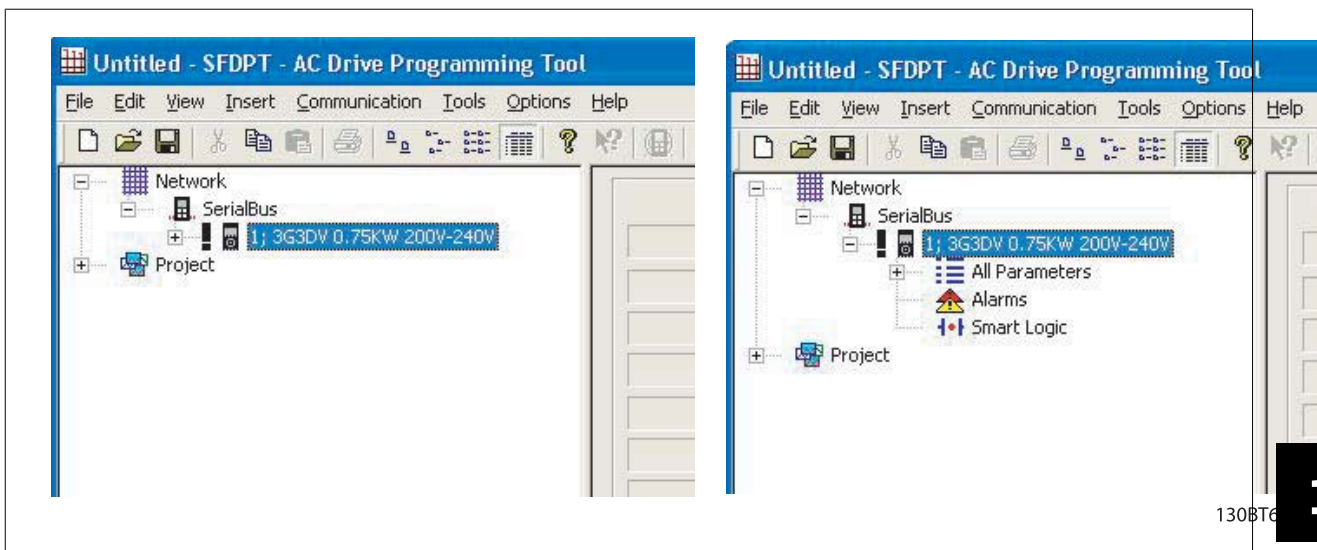 Untitled - SFDPT - AC Drive Programming Tool
File Edit View Insert Communication Tools Options Help
Network
SerialBus
1; 3G3DV 0.75KW 200V-240V
Project
Untitled - SFDPT - AC Drive Programming Tool
File Edit View Insert Communication Tools Options Help
Network
SerialBus
1; 3G3DV 0.75KW 200V-240V
All Parameters
Alarms
Smart Logic
Project
130BT6